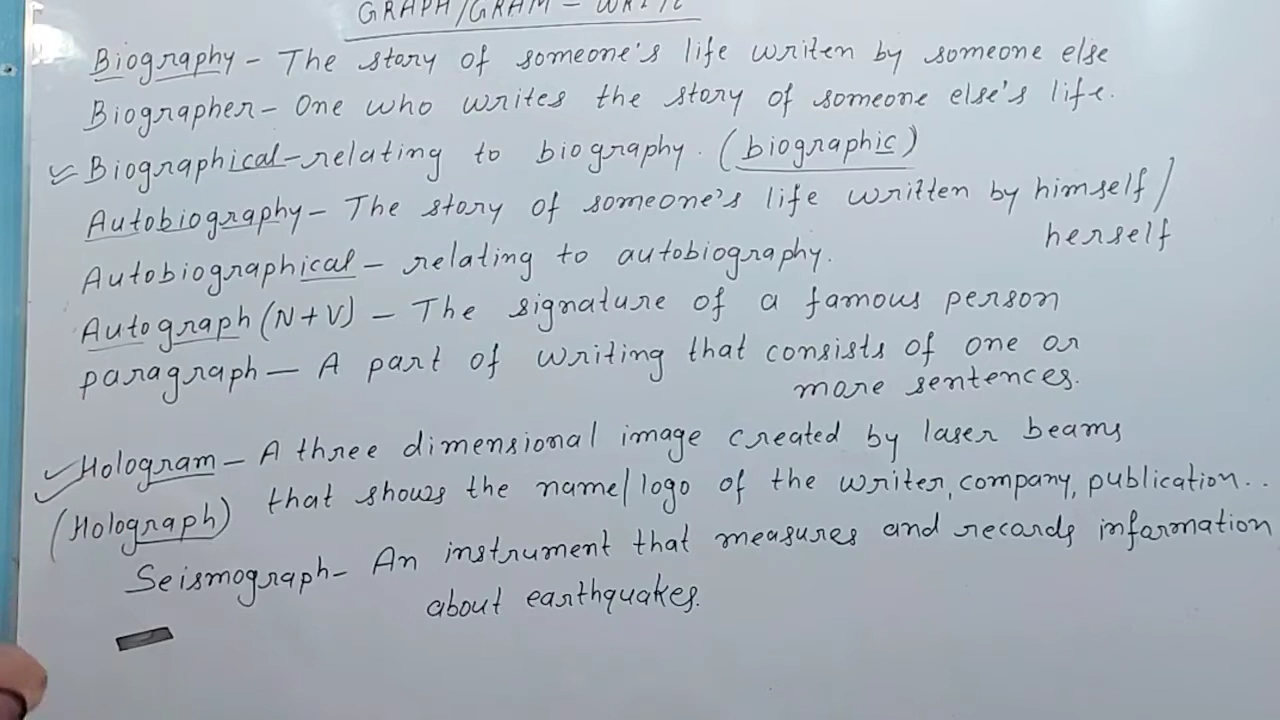 GRAPH/GRAM - WRITE
Biography - The story of someone's life writen by someone else
Biographer - One who writes the story of someone else's life.
Biographical - relating to biography. (biographic)
Autobiography - The story of someone's life written by himself/
herself
Autobiographical - relating to autobiography.
Autograph (N+V) - The signature of a famous person
paragraph - A part of writing that consists of one or
more sentences.
Hologram - A three dimensional image created by laser beams
(Holograph) that shows the name/logo of the writer, company, publication..
Seismograph - An instrument that measures and records information
about earthquakes.